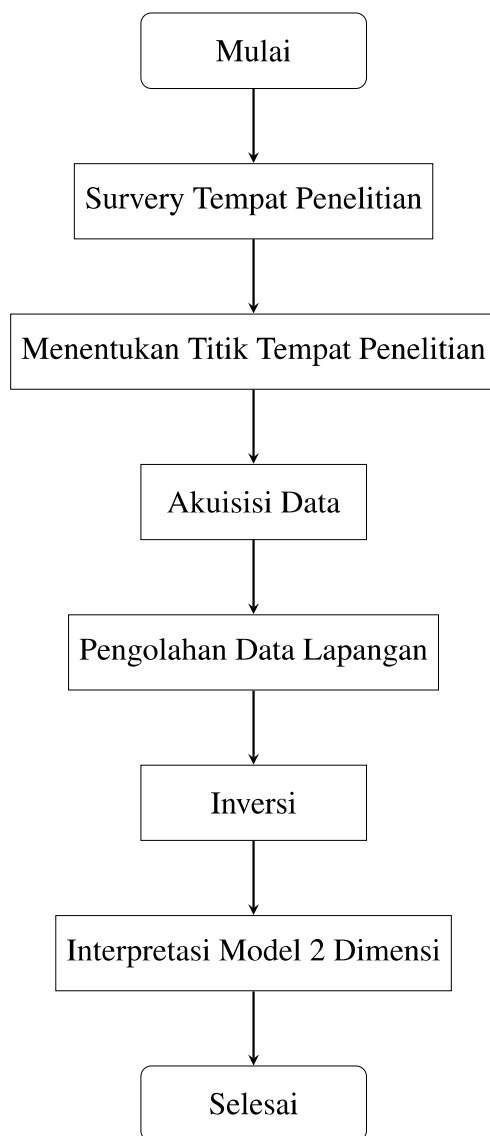 Mulai
Survery Tempat Penelitian
Menentukan Titik Tempat Penelitian
Akuisisi Data
Pengolahan Data Lapangan
Inversi
Interpretasi Model 2 Dimensi
Selesai